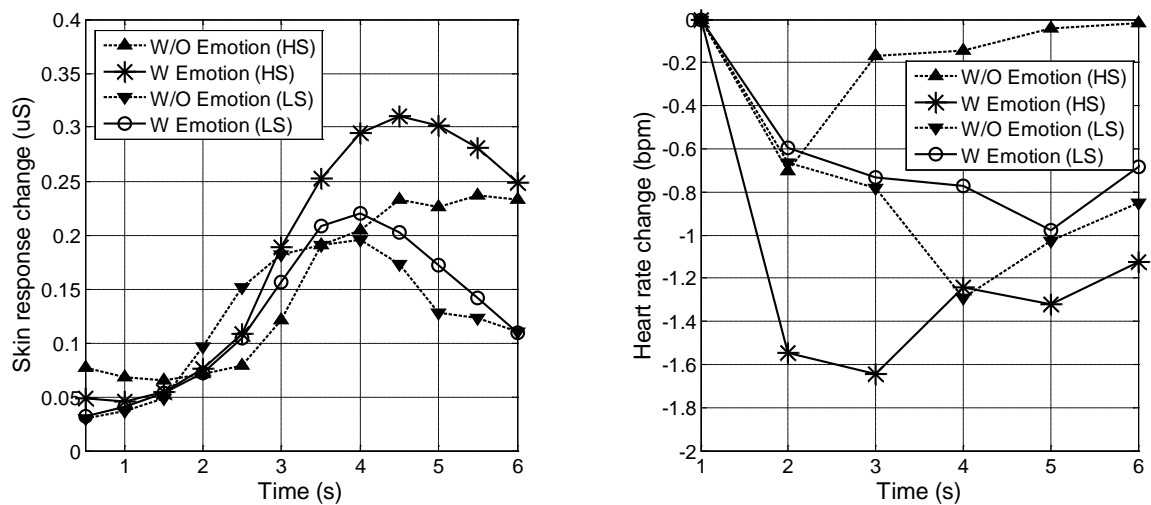 0.4
0.35
0.3
0.25
0.2
0.15
0.1
0.05
0
1 2 3 4 5 6
Skin response change (uS)
Time (s)
W/O Emotion (HS)
W Emotion (HS)
W/O Emotion (LS)
W Emotion (LS)
0
-0.2
-0.4
-0.6
-0.8
-1
-1.2
-1.4
-1.6
-1.8
-2
1 2 3 4 5 6
Heart rate change (bpm)
Time (s)
W/O Emotion (HS)
W Emotion (HS)
W/O Emotion (LS)
W Emotion (LS)